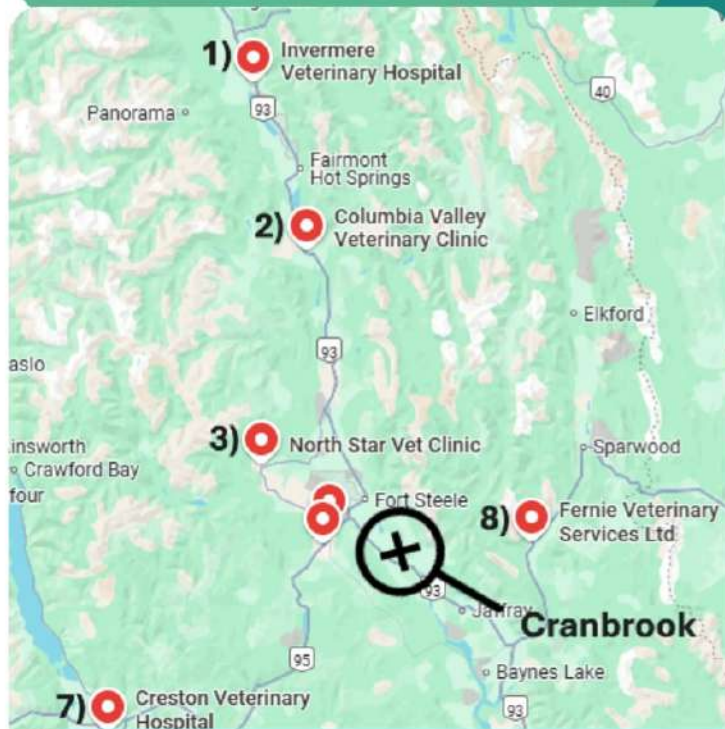 1) Invermere
Veterinary Hospital
40
Panorama
93
Fairmont
Hot Springs
2) Columbia Valley
Veterinary Clinic
Elkford
93
aslo
3) North Star Vet Clinic
insworth
Crawford Bay
Sparwood
four
Fort Steele
8) Fernie Veterinary
Services Ltd
93
Jaffray
Cranbrook
95
Baynes Lake
7) Creston Veterinary
Hospital
93